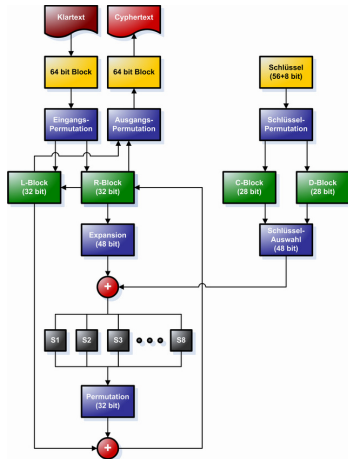 Klartext
Cyphertext
64 bit Block
64 bit Block
Schlüssel
(56+8 bit)
Eingangs-
Permutation
Ausgangs-
Permutation
Schlüssel-
Permutation
L-Block
(32 bit)
R-Block
(32 bit)
C-Block
(28 bit)
D-Block
(28 bit)
Expansion
(48 bit)
Schlüssel-
Auswahl
(48 bit)
+
S1
S2
S3
S8
Permutation
(32 bit)
+